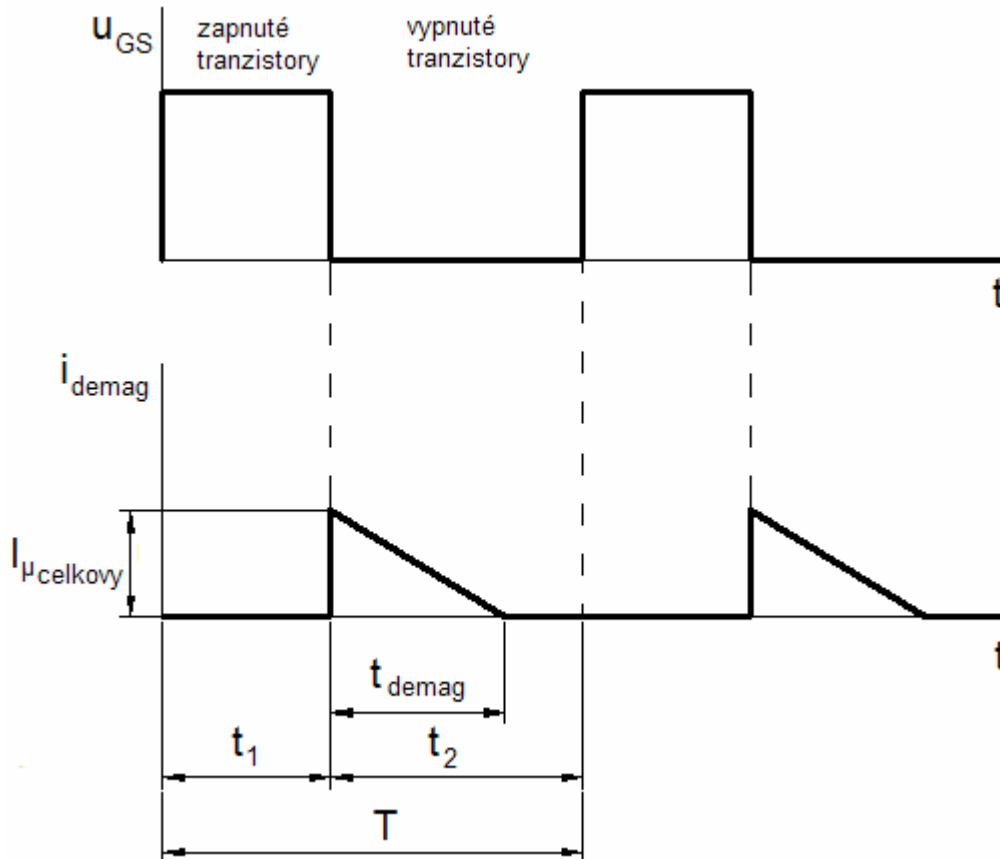 u_GS
zapnuté
tranzistory
vypnuté
tranzistory
t
i_demag
I_μcelkovy
t
t_demag
t_1
t_2
T